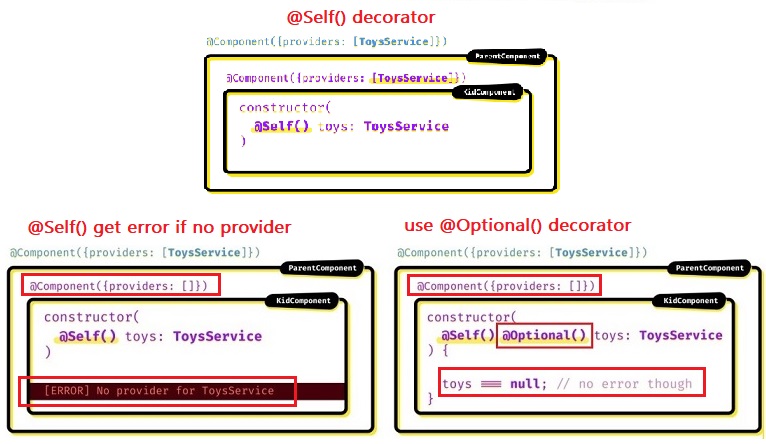 @Self() decorator
@Component({providers: [ToysService]})
ParentComponent
@Component({providers: [ToysService]})
KidComponent
constructor(
@Self() toys: ToysService
)
@Self() get error if no provider
@Component({providers: [ToysService]})
ParentComponent
@Component({providers: []})
KidComponent
constructor(
@Self() toys: ToysService
)
[ERROR] No provider for ToysService
use @Optional() decorator
@Component({providers: [ToysService]})
ParentComponent
@Component({providers: []})
KidComponent
constructor(
@Self() @Optional() toys: ToysService
) {
toys === null; // no error though
}